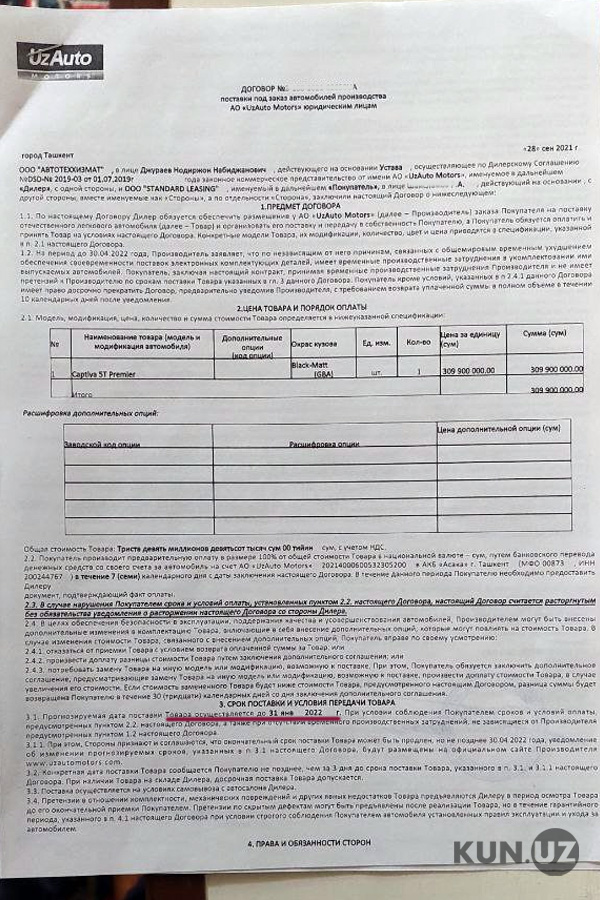 UzAuto
MOTORS
ДОГОВОР № А
поставки под заказ автомобилей производства
АО «UzAuto Motors» юридическим лицам
город Ташкент «28» сен 2021 г.
ООО "АВТОТЕХХИЗМАТ" , в лице Джураев Нодиржон Набиджанович , действующего на основании Устава , осуществляющее по Дилерскому Соглашению
№DSD-№ 2019-03 от 01.07.2019г года законное коммерческое представительство от имени АО «UzAuto Motors», именуемое в дальнейшем
«Дилер», с одной стороны, и ООО "STANDARD LEASING" , именуемый в дальнейшем «Покупатель», в лице .А. , действующий на основании , с
другой стороны, вместе именуемые как «Стороны», а по отдельности «Сторона», заключили настоящий Договор о нижеследующем:
1.ПРЕДМЕТ ДОГОВОРА
1.1. По настоящему Договору Дилер обязуется обеспечить размещение у АО «UzAuto Motors» (далее – Производитель) заказа Покупателя на поставку
отечественного легкового автомобиля (далее – Товар) и организовать его поставку и передачу в собственность Покупателю, а Покупатель обязуется оплатить и
принять Товар на условиях настоящего Договора. Конкретные модели Товара, их модификации, количество, цвет и цена приводятся в спецификации, указанной
в п. 2.1 настоящего Договора.
1.2. На период до 30.04.2022 году, Производитель заявляет, что по независящим от него причинам, связанных с общемировым временным ухудшением
обеспечения своевременности поставок электронных комплектующих деталей, имеет временные производственные затруднения в укомплектовании ими
выпускаемых автомобилей. Покупатель, заключая настоящий контракт, принимая временные производственные затруднения Производителя и не имеет
претензий к Производителю по срокам поставки Товара указанных в гл. 3 данного Договора. Покупатель кроме условий, указанных в п 2.4.1 данного Договора
имеет право досрочно прекратить Договор, предварительно уведомив Производителя, с требованием возврата уплаченной суммы в полном объеме в течении
10 календарных дней после уведомления.
2.ЦЕНА ТОВАРА И ПОРЯДОК ОПЛАТЫ
2.1. Модель, модификация, цена, количество и сумма стоимости Товара определяется в нижеуказанной спецификации:
№ Наименование товара (модель и модификация автомобиля) Дополнительные опции (код опции) Окрас кузова Ед. изм. Кол-во Цена за единицу (сум) Сумма (сум)
1 Captiva 5T Premier Black-Matt (GBA) шт. 1 309 900 000.00 309 900 000.00
Итого 309 900 000.00
Расшифровка дополнительных опций:
Заводской код опции Расшифровка опции Цена дополнительной опции (сум)
Общая стоимость Товара: Триста девять миллионов девятьсот тысяч сум 00 тийин сум, с учетом НДС.
2.2. Покупатель производит предварительную оплату в размере 100% от общей стоимости Товара в национальной валюте – сум, путем банковского перевода
денежных средств со своего счета за автомобиль на счет АО «UzAuto Motors» 20214000600532305200 в АКБ «Асака» г. Ташкент (МФО 00873 , ИНН
200244767 ) в течение 7 (семи) календарного дня с даты заключения настоящего Договора. В течение данного периода Покупателю необходимо предоставить
Дилеру
документ, подтверждающий факт оплаты.
2.3. В случае нарушения Покупателем срока и условий оплаты, установленных пунктом 2.2. настоящего Договора, настоящий Договор считается расторгнутым
без обязательства уведомления о расторжении настоящего Договора со стороны Дилера.
2.4. В целях обеспечения безопасности в эксплуатации, поддержания качества и усовершенствования автомобилей, Производителем могут быть внесены
дополнительные изменения в комплектацию Товара, включающие в себя внесение дополнительных опций, которые могут повлиять на стоимость Товара. В
случае изменения стоимости Товара, связанного с внесением дополнительных опций, Покупатель вправе по своему усмотрению:
2.4.1. отказаться от приемки Товара с условием возврата оплаченной суммы за Товар, или
2.4.2. произвести доплату разницы стоимости Товара путем заключения дополнительного соглашения; или
2.4.3. потребовать замену Товара на иную модель или модификацию, возможную к поставке. При этом, Покупатель обязуется заключить дополнительное
соглашение, предусматривающее замену Товара на иную модель или модификацию, возможную к поставке, произвести доплату стоимости Товара, в случае
увеличения его стоимости. Если стоимость замененного Товара будет ниже стоимости Товара, предусмотренного настоящим Договором, разница суммы будет
возвращена Покупателю в течение 30 (тридцати) календарных дней со дня заключения дополнительного соглашения.
3. СРОК ПОСТАВКИ И УСЛОВИЯ ПЕРЕДАЧИ ТОВАРА
3.1. Прогнозируемая дата поставки Товара осуществляется до 31 янв 2022 г. При условии соблюдения Покупателем сроков и условий оплаты,
предусмотренных пунктом 2.2. настоящего Договора, а также при отсутствии временного производственных затруднений, не зависящиеся от Производителя
предусмотренных пунктом 1.2 настоящего Договора.
3.1.1. При этом, Стороны признают и соглашаются, что окончательный срок поставки Товара может быть продлен, но не позднее 30.04.2022 года, уведомление
об изменении прогнозируемых сроков, указанных в п 3.1 настоящего Договора, будут размещены на официальном сайте Производителя
www.uzautomotors.com.
3.2. Конкретная дата поставки Товара сообщается Покупателю не позднее, чем за 3 дня до срока поставки Товара, указанного в п. 3.1, и 3.1.1 настоящего
Договора. При наличии Товара на складе Дилера, досрочная поставка Товара допускается.
3.3. Поставка осуществляется на условиях самовывоза с автосалона Дилера.
3.4. Претензии в отношении комплектности, механических повреждений и других явных недостатков Товара предъявляются Дилеру в период осмотра Товара
до его окончательной приемки Покупателем. Претензии по скрытым дефектам могут быть предъявлены после реализации Товара, но в течение гарантийного
периода, указанного в п. 4.1 настоящего Договора при условии строгого соблюдения Покупателем автомобиля установленных правил эксплуатации и ухода за
автомобилем.
4. ПРАВА И ОБЯЗАННОСТИ СТОРОН
KUN.UZ